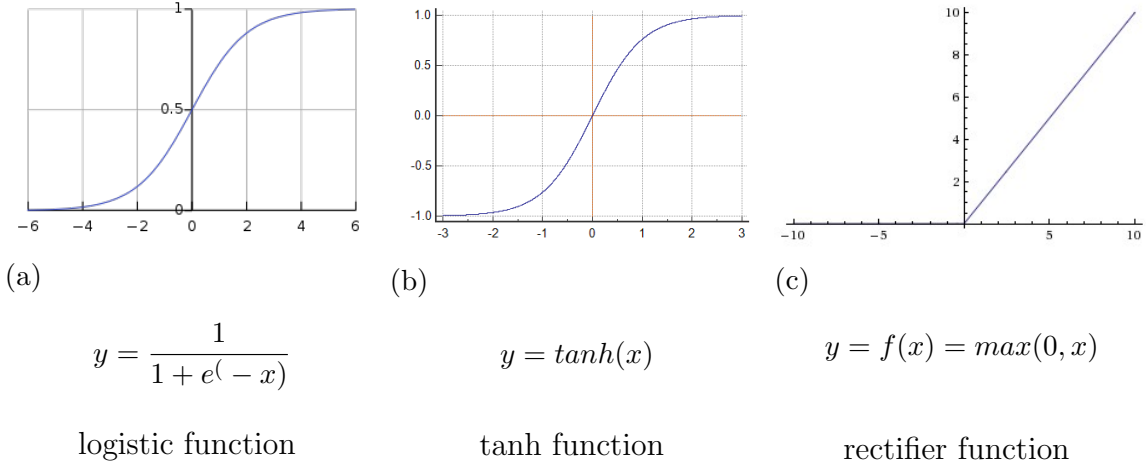 1
0.5
0
−6 −4 −2 0 2 4 6
1.0
0.5
0.0
-0.5
-1.0
-3 -2 -1 0 1 2 3
10
8
6
4
2
−10 −5 5 10
(a) (b) (c)
y = \frac{1}{1 + e^( − x)}
y = tanh(x)
y = f(x) = max(0, x)
logistic function
tanh function
rectifier function